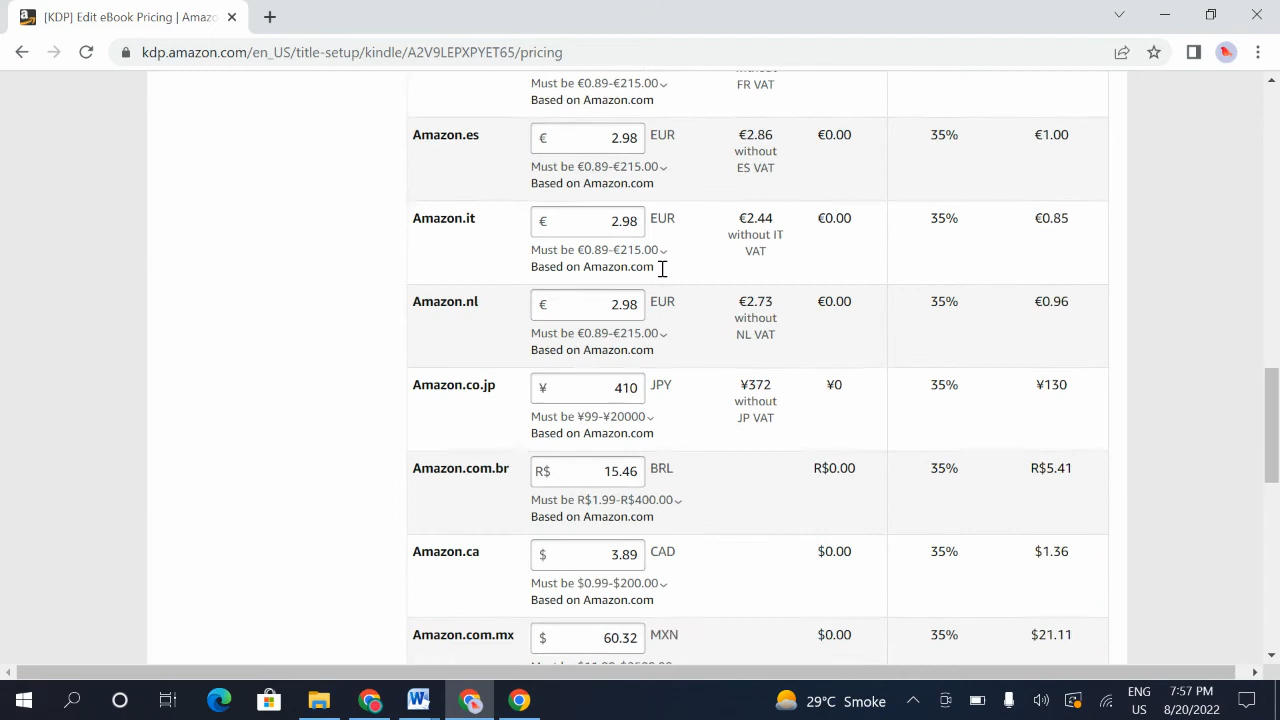 [KDP] Edit eBook Pricing | Amazo
kdp.amazon.com/en_US/title-setup/kindle/A2V9LEPXPYET65/pricing
without
Must be €0.89-€215.00
FR VAT
Based on Amazon.com
Amazon.es € 2.98 EUR €2.86 €0.00 35% €1.00
without
Must be €0.89-€215.00 ES VAT
Based on Amazon.com
Amazon.it € 2.98 EUR €2.44 €0.00 35% €0.85
without IT
Must be €0.89-€215.00 VAT
Based on Amazon.com
Amazon.nl € 2.98 EUR €2.73 €0.00 35% €0.96
without
Must be €0.89-€215.00 NL VAT
Based on Amazon.com
Amazon.co.jp ¥ 410 JPY ¥372 ¥0 35% ¥130
without
Must be ¥99-¥20000 JP VAT
Based on Amazon.com
Amazon.com.br R$ 15.46 BRL R$0.00 35% R$5.41
Must be R$1.99-R$400.00
Based on Amazon.com
Amazon.ca $ 3.89 CAD $0.00 35% $1.36
Must be $0.99-$200.00
Based on Amazon.com
Amazon.com.mx $ 60.32 MXN $0.00 35% $21.11
29°C Smoke
ENG
US
7:57 PM
8/20/2022